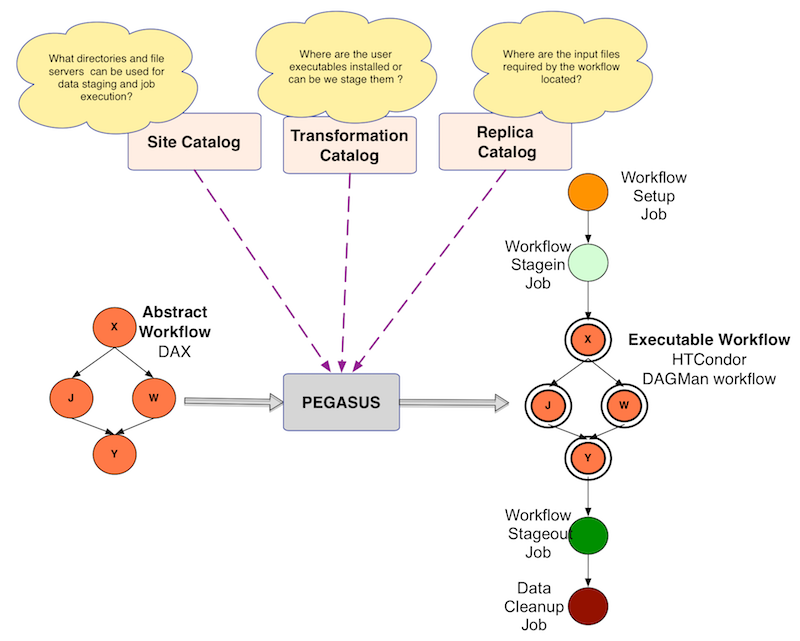 What directories and file
servers can be used for
data staging and job
execution?
Where are the user
executables installed or
can be we stage them ?
Where are the input files
required by the workflow
located?
Site Catalog
Transformation
Catalog
Replica
Catalog
Workflow
Setup
Job
Workflow
Stagein
Job
Abstract
Workflow
DAX
X
J
W
Y
PEGASUS
X
J
W
Y
Executable Workflow
HTCondor
DAGMan workflow
Workflow
Stageout
Job
Data
Cleanup
Job